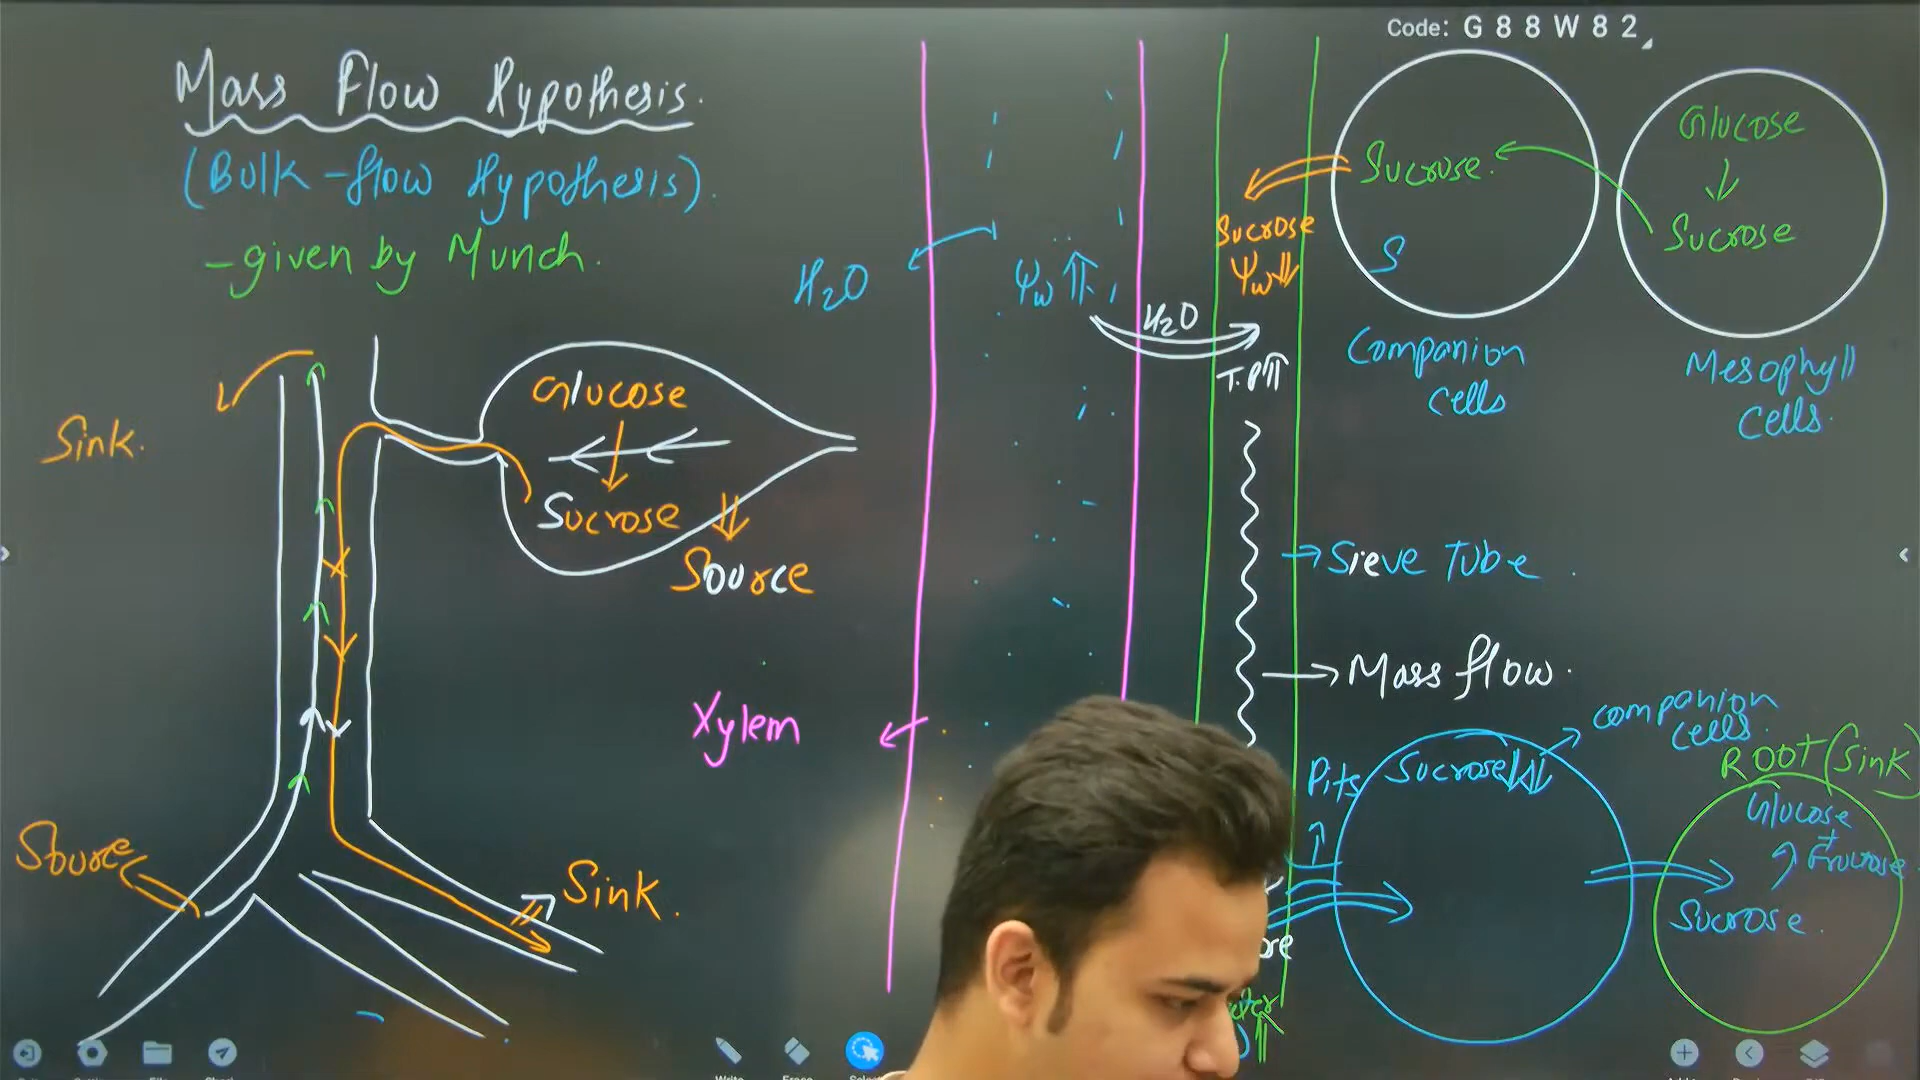 Code: G 8 8 W 8 2
Mass Flow Hypothesis.
(Bulk-flow Hypothesis).
-given by Munch.
Sink.
Glucose
Sucrose
Source
Source
Sink.
H2O
Ψw
H2O
Sucrose
Ψw
T.P
Sucrose.
S
Companion
cells
Glucose
Sucrose
Mesophyll
cells.
Sieve Tube
Mass flow.
Xylem
Pits
Sucrose
companion
cells.
ROOT (Sink)
Glucose
+
Fructose
Sucrose.